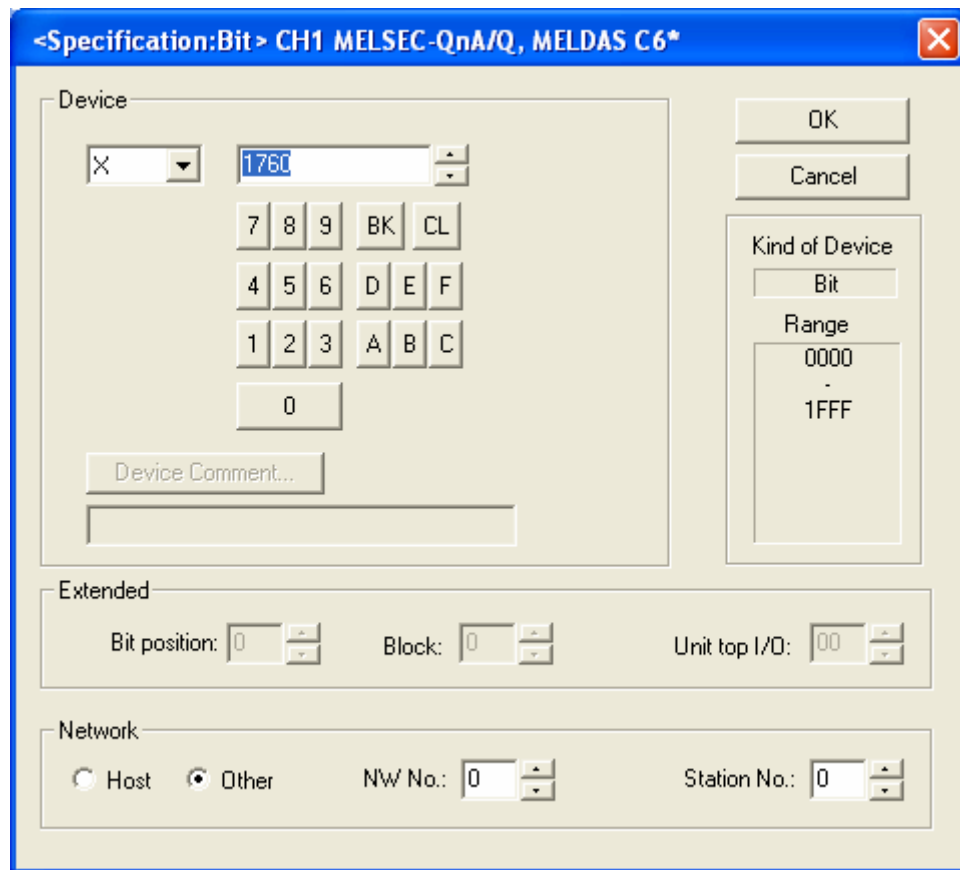 <Specification:Bit> CH1 MELSEC-QnA/Q, MELDAS C6*
Device
X 1760
7 8 9 BK CL
4 5 6 D E F
1 2 3 A B C
0
Device Comment...
OK
Cancel
Kind of Device
Bit
Range
0000
-
1FFF
Extended
Bit position: 0 Block: 0 Unit top I/O: 00
Network
Host Other NW No.: 0 Station No.: 0